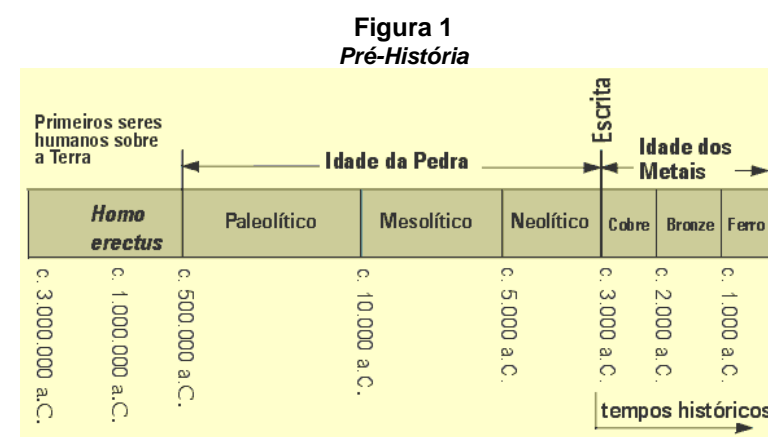 Figura 1
Pré-História
Primeiros seres
humanos sobre
a Terra
Idade da Pedra
Escrita
Idade dos
Metais
Homo
erectus
Paleolítico
Mesolítico
Neolítico
Cobre
Bronze
Ferro
c. 3.000.000 a.C.
c. 1.000.000 a.C.
c. 500.000 a.C.
c. 10.000 a.C.
c. 5.000 a.C.
c. 3.000 a.C.
c. 2.000 a.C.
c. 1.000 a.C.
tempos históricos